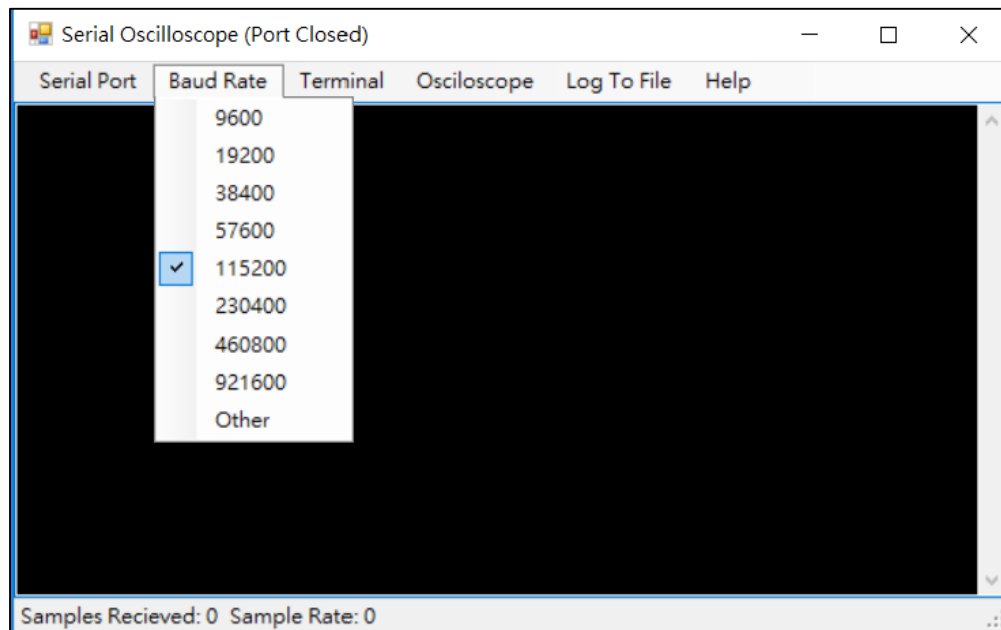 Serial Oscilloscope (Port Closed)
Serial Port Baud Rate Terminal Osciloscope Log To File Help
9600
19200
38400
57600
115200
230400
460800
921600
Other
Samples Recieved: 0 Sample Rate: 0